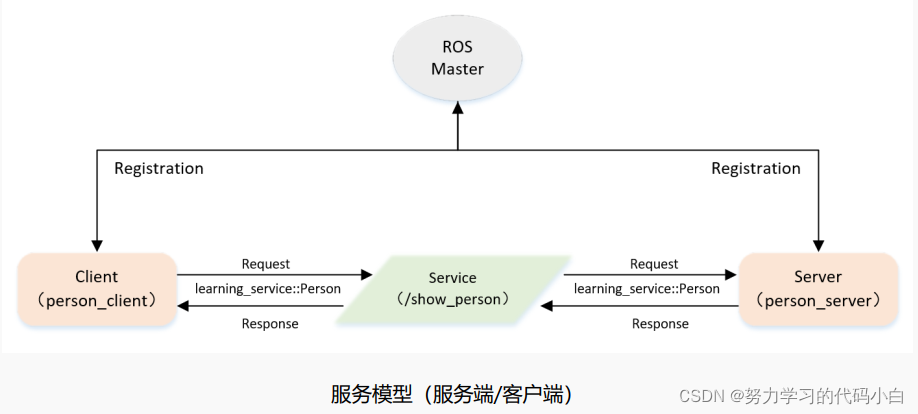 ROS
Master
Registration
Registration
Client
（person_client）
Request
learning_service::Person
Response
Service
（/show_person）
Request
learning_service::Person
Response
Server
（person_server）
服务模型（服务端/客户端）
CSDN @努力学习的代码小白